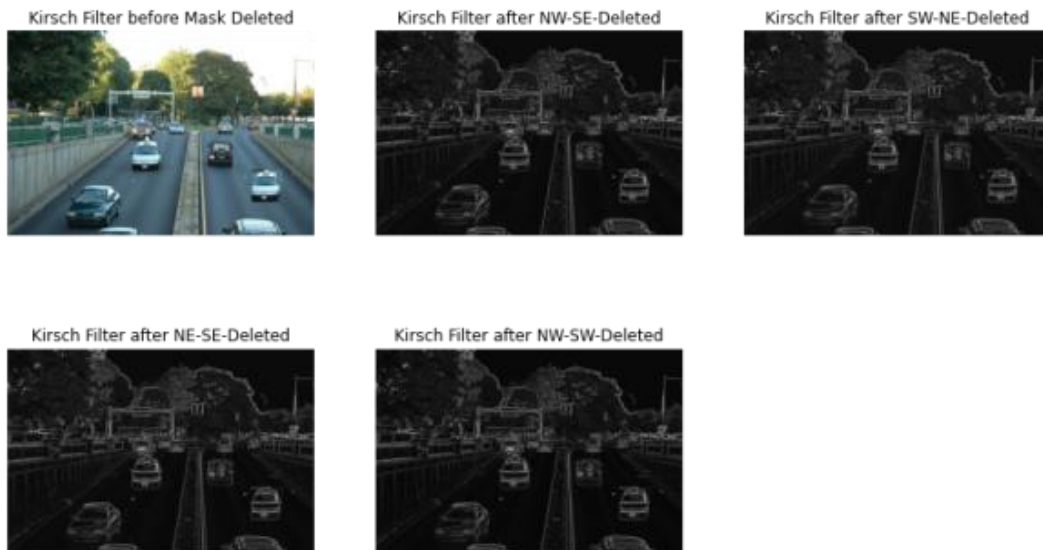 Kirsch Filter before Mask Deleted
Kirsch Filter after NW-SE-Deleted
Kirsch Filter after SW-NE-Deleted
Kirsch Filter after NE-SE-Deleted
Kirsch Filter after NW-SW-Deleted